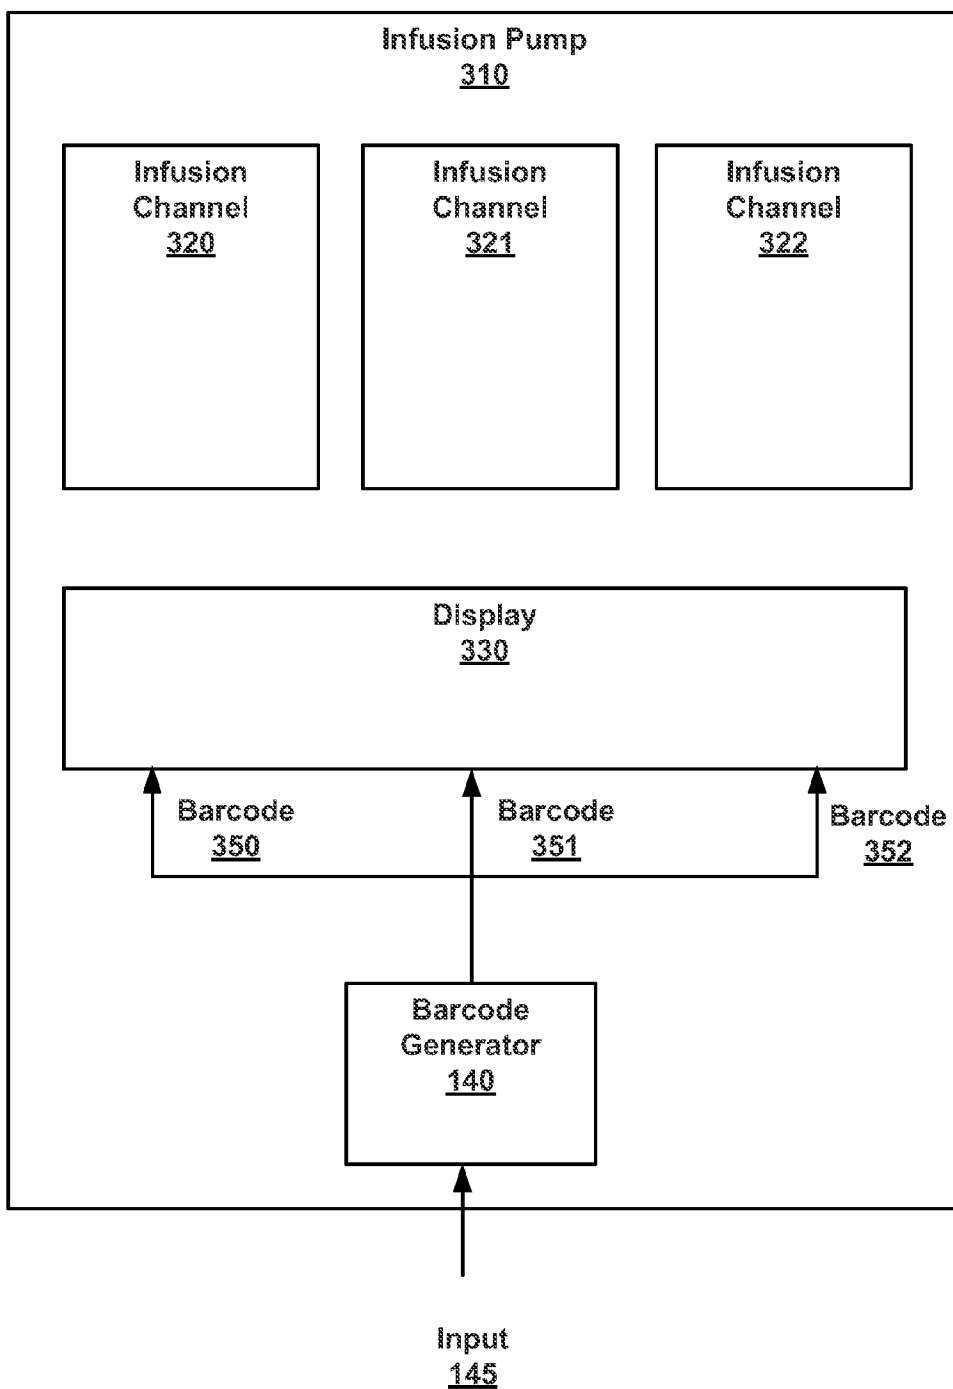 Infusion Pump
310
Infusion
Channel
320
Infusion
Channel
321
Infusion
Channel
322
Display
330
Barcode
350
Barcode
351
Barcode
352
Barcode
Generator
140
Input
145